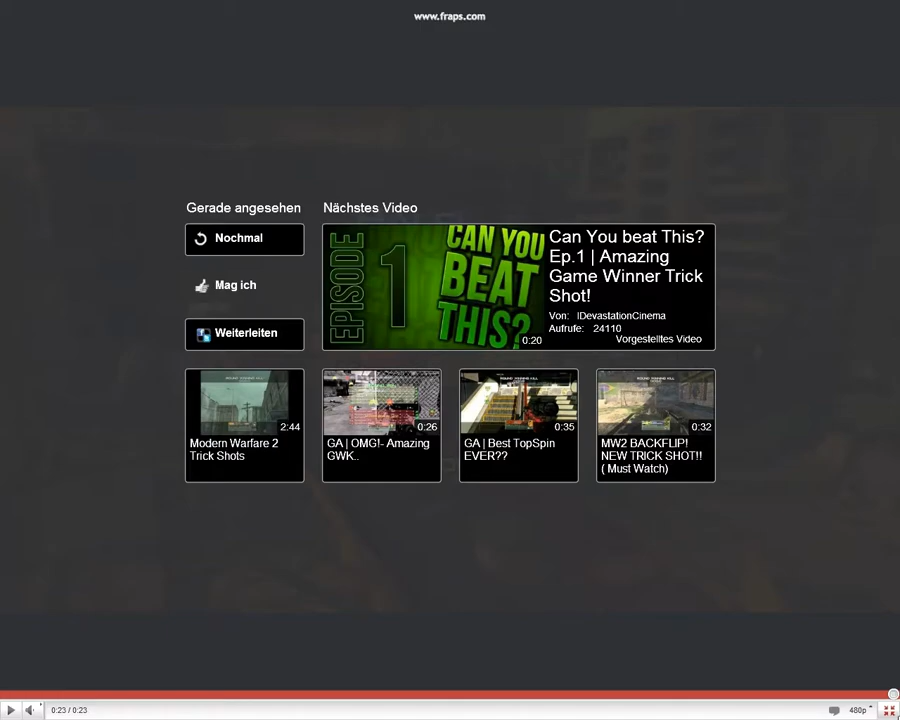 www.fraps.com
Gerade angesehen
Nächstes Video
Nochmal
Mag ich
Weiterleiten
EPISODE
1
CAN YOU
BEAT
THIS?
0:20
Can You beat This?
Ep.1 | Amazing
Game Winner Trick
Shot!
Von: IDevastationCinema
Aufrufe: 24110
Vorgestelltes Video
2:44
Modern Warfare 2
Trick Shots
0:26
GA | OMG!- Amazing
GWK..
0:35
GA | Best TopSpin
EVER??
0:32
MW2 BACKFLIP!
NEW TRICK SHOT!!
( Must Watch)
0:23 / 0:23
480p